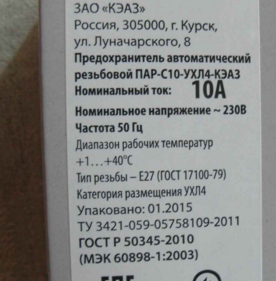 ЗАО «КЭАЗ»
Россия, 305000, г. Курск,
ул. Луначарского, 8
Предохранитель автоматический
резьбовой ПАР-С10-УХЛ4-КЭАЗ
Номинальный ток: 10А
Номинальное напряжение ~ 230В
Частота 50 Гц
Диапазон рабочих температур
+1...+40°С
Тип резьбы – Е27 (ГОСТ 17100-79)
Категория размещения УХЛ4
Упаковано: 01.2015
ТУ 3421-059-05758109-2011
ГОСТ Р 50345-2010
(МЭК 60898-1:2003)